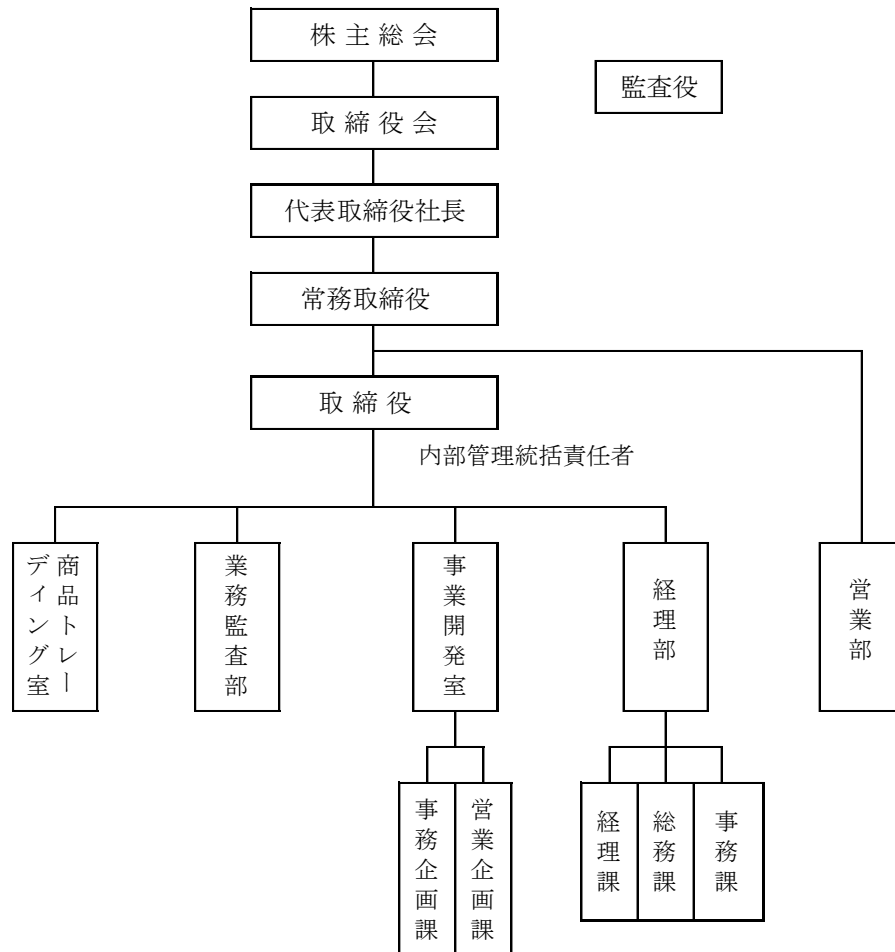 株主総会
監査役
取締役会
代表取締役社長
常務取締役
取締役
内部管理統括責任者
商品トレー
ディング室
業務監査部
事業開発室
経理部
営業部
事務企画課
営業企画課
経理課
総務課
事務課